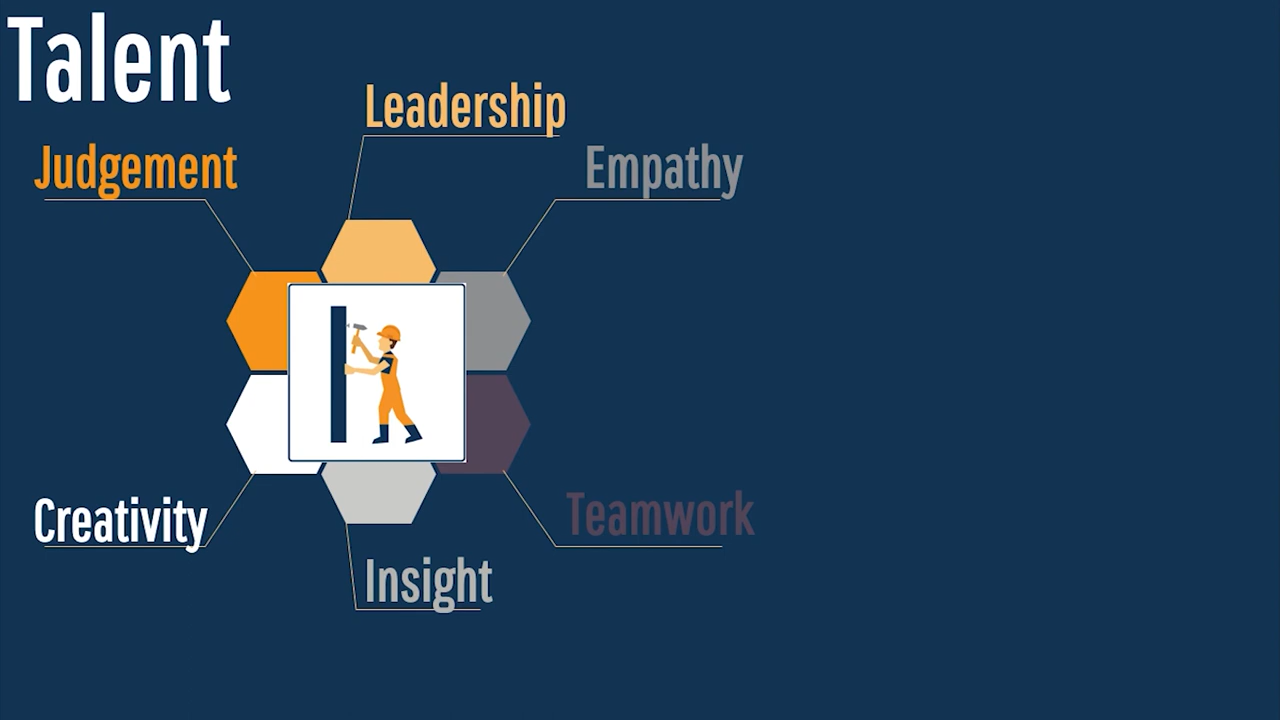 Talent
Leadership
Judgement
Empathy
Creativity
Teamwork
Insight